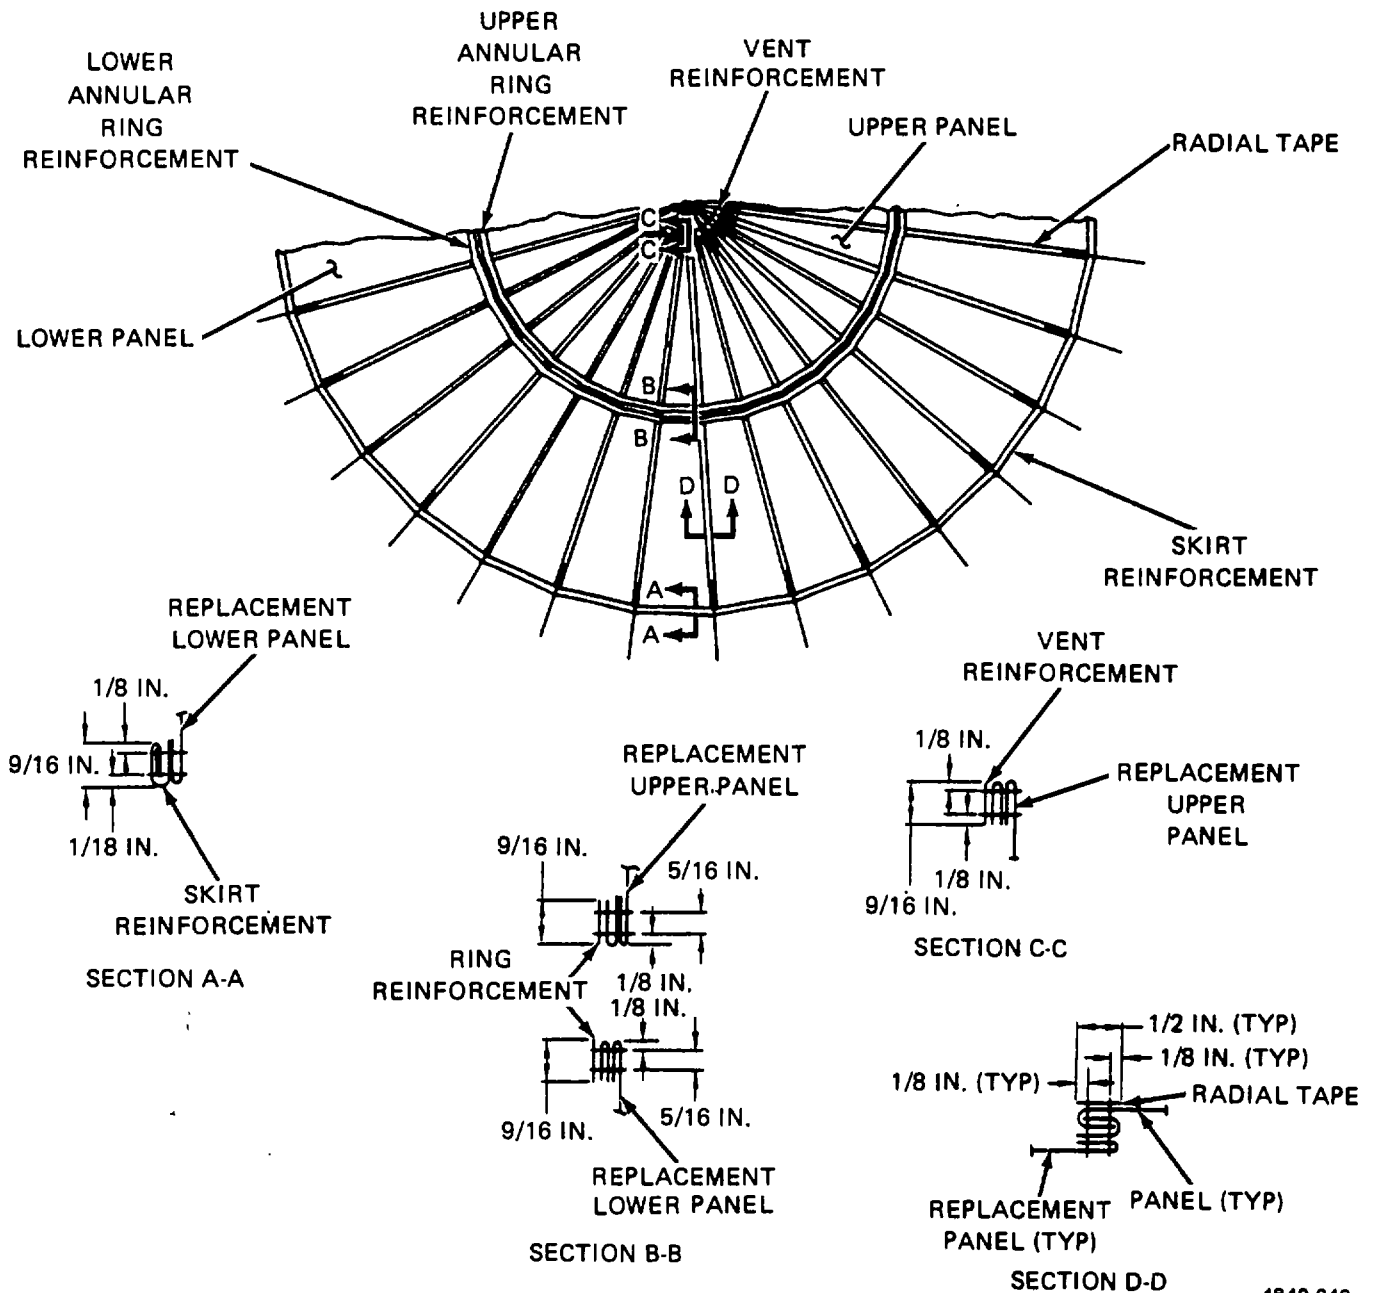 UPPER
ANNULAR
RING
REINFORCEMENT
LOWER
ANNULAR
RING
REINFORCEMENT
VENT
REINFORCEMENT
UPPER PANEL
RADIAL TAPE
C
C
LOWER PANEL
B
B
D D
A
A
SKIRT
REINFORCEMENT
REPLACEMENT
LOWER PANEL
1/8 IN.
9/16 IN.
1/18 IN.
SKIRT
REINFORCEMENT
SECTION A-A
REPLACEMENT
UPPER PANEL
9/16 IN.
5/16 IN.
RING
REINFORCEMENT
1/8 IN.
1/8 IN.
9/16 IN.
5/16 IN.
REPLACEMENT
LOWER PANEL
SECTION B-B
VENT
REINFORCEMENT
1/8 IN.
REPLACEMENT
UPPER
PANEL
1/8 IN.
9/16 IN.
SECTION C-C
1/2 IN. (TYP)
1/8 IN. (TYP)
1/8 IN. (TYP)
RADIAL TAPE
REPLACEMENT
PANEL (TYP)
PANEL (TYP)
SECTION D-D